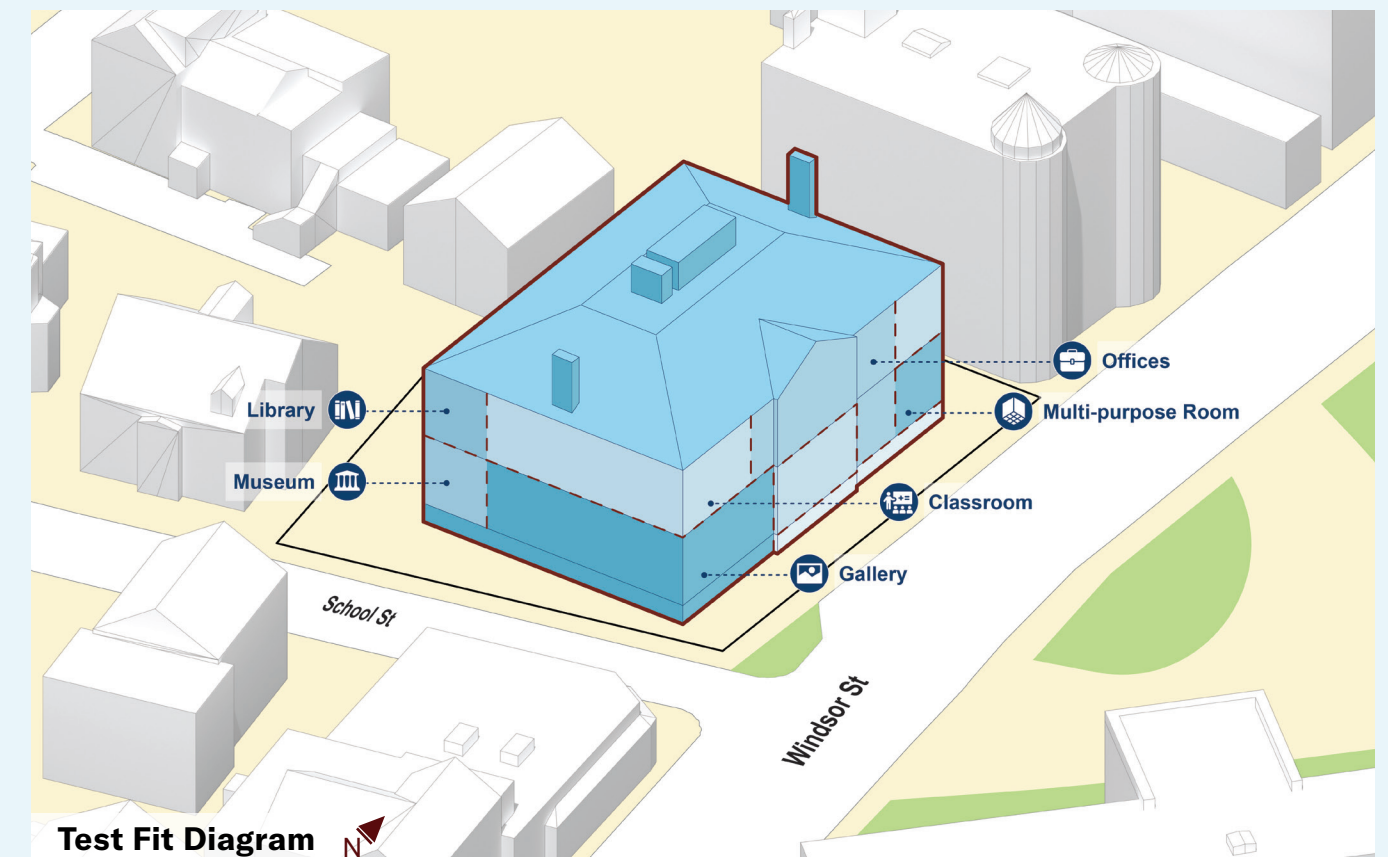 Offices
Library
Multi-purpose Room
Museum
Classroom
Gallery
School St
Windsor St
Test Fit Diagram
N